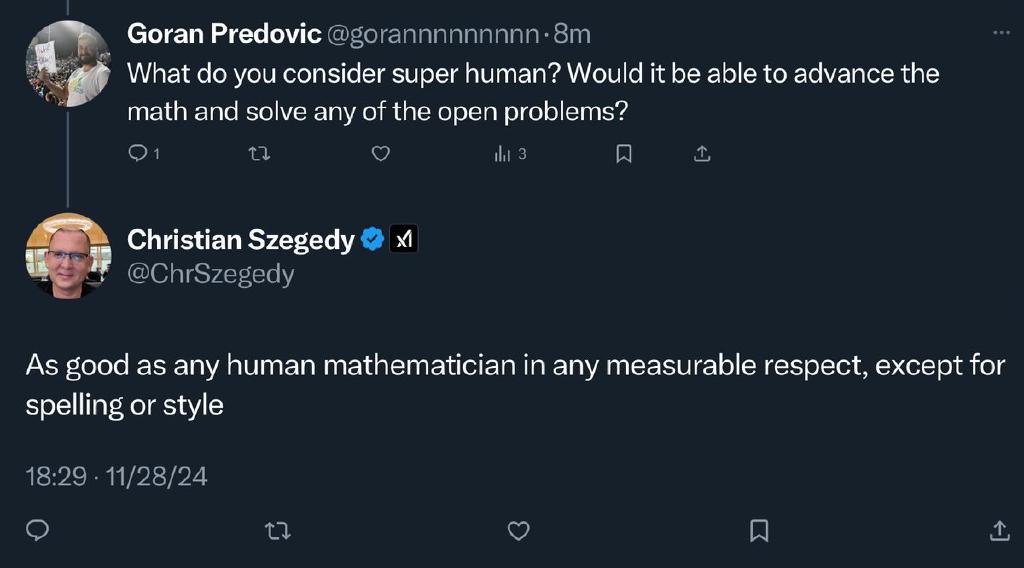 Goran Predovic @gorannnnnnnnn · 8m
What do you consider super human? Would it be able to advance the
math and solve any of the open problems?
1 3
Christian Szegedy
@ChrSzegedy
As good as any human mathematician in any measurable respect, except for
spelling or style
18:29 · 11/28/24